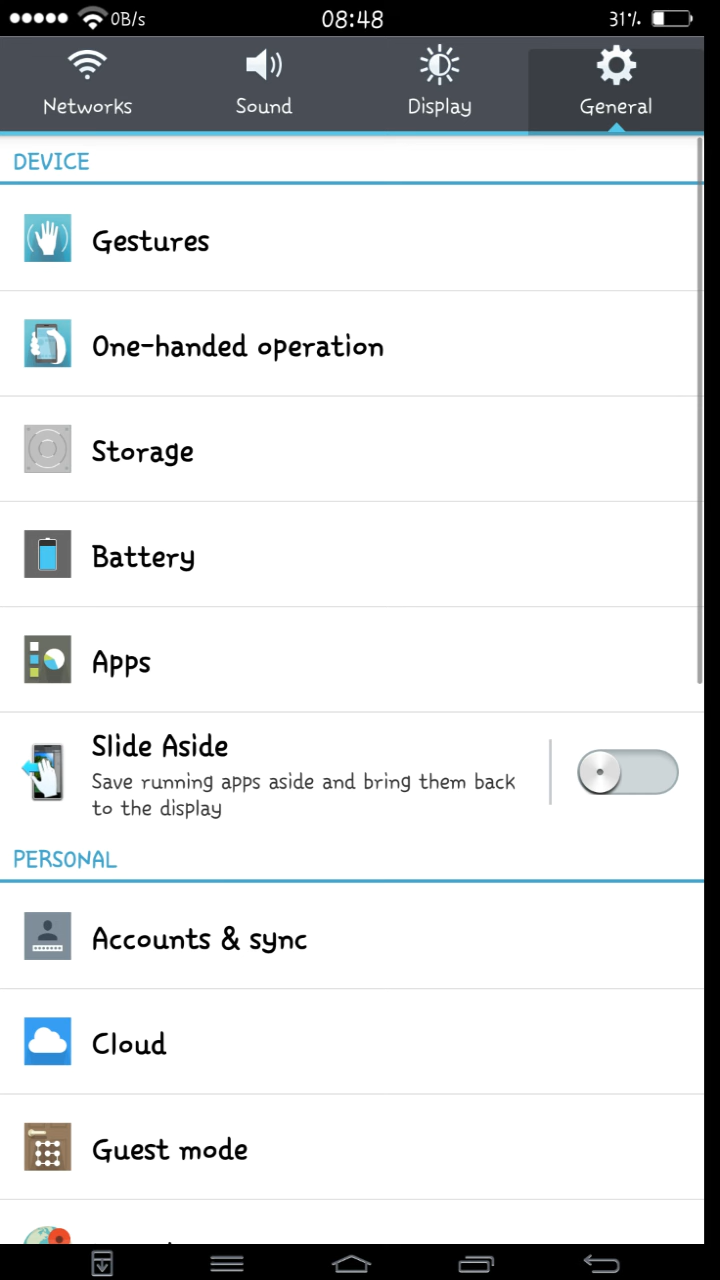 0B/s 08:48 31%
Networks Sound Display General
DEVICE
Gestures
One-handed operation
Storage
Battery
Apps
Slide Aside
Save running apps aside and bring them back
to the display
PERSONAL
Accounts & sync
Cloud
Guest mode